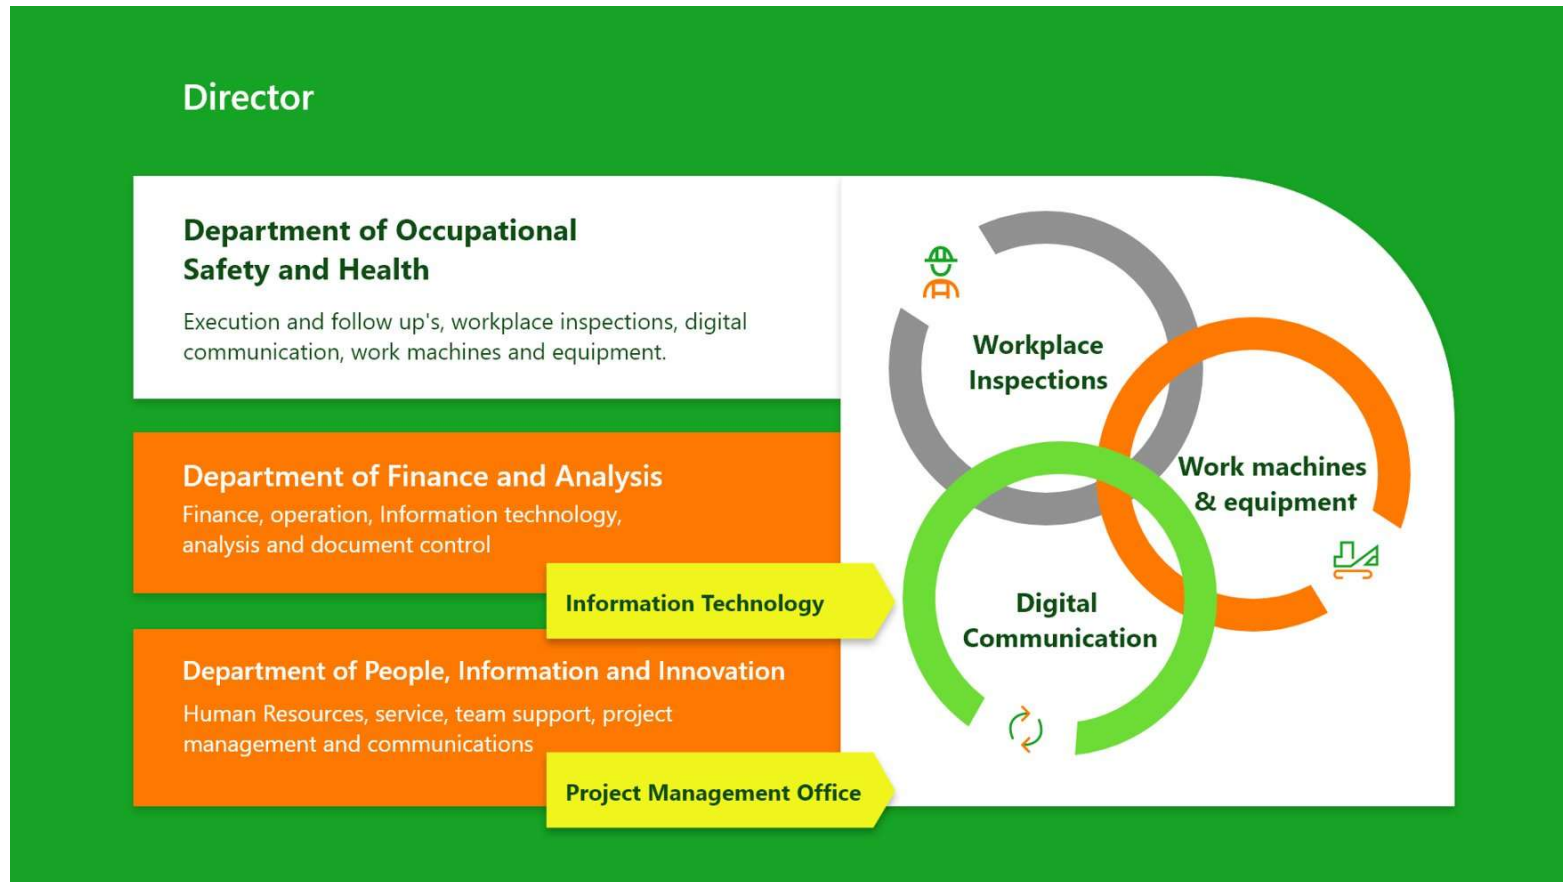 Director
Department of Occupational
Safety and Health
Execution and follow up's, workplace inspections, digital
communication, work machines and equipment.
Department of Finance and Analysis
Finance, operation, Information technology,
analysis and document control
Information Technology
Department of People, Information and Innovation
Human Resources, service, team support, project
management and communications
Project Management Office
Workplace
Inspections
Work machines
& equipment
Digital
Communication